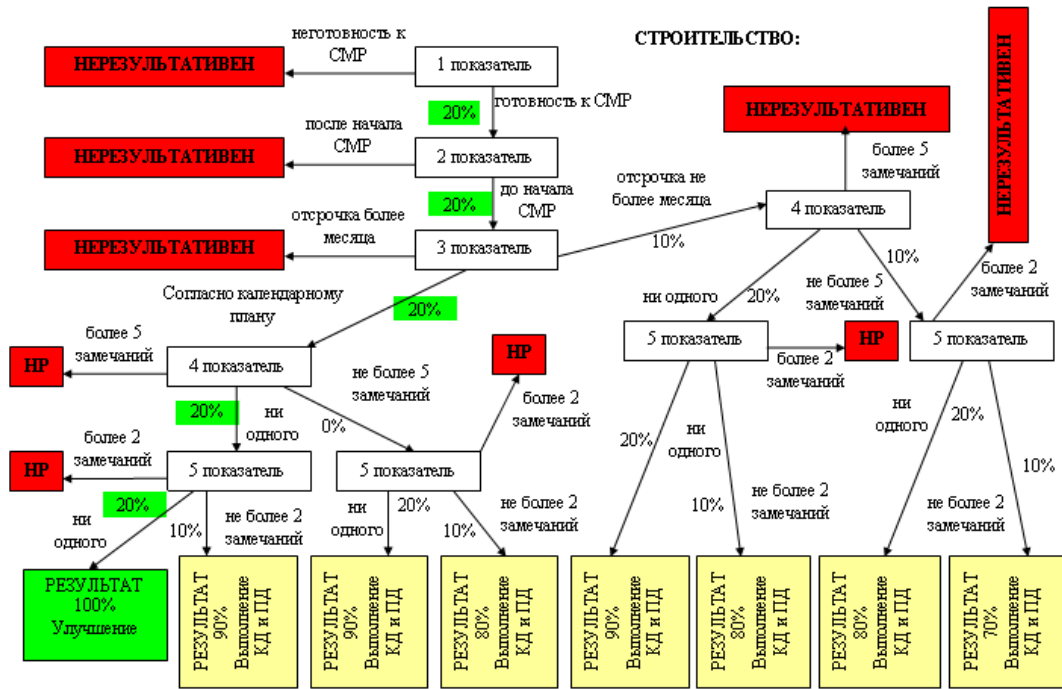 СТРОИТЕЛЬСТВО:
неготовность к
СМР
НЕРЕЗУЛЬТАТИВЕН
1 показатель
20%
готовность к СМР
после начала
СМР
НЕРЕЗУЛЬТАТИВЕН
2 показатель
20%
до начала
СМР
отсрочка более
месяца
НЕРЕЗУЛЬТАТИВЕН
3 показатель
отсрочка не
более месяца
10%
НЕРЕЗУЛЬТАТИВЕН
более 5
замечаний
4 показатель
НЕРЕЗУЛЬТАТИВЕН
более 2
замечаний
10%
не более 5
замечаний
ни одного
20%
5 показатель
более 2
замечаний
НР
5 показатель
Согласно календарному
плану
20%
более 5
замечаний
НР
4 показатель
не более 5
замечаний
НР
более 2
замечаний
20%
ни
одного
0%
более 2
замечаний
НР
5 показатель
5 показатель
20%
ни
одного
10%
не более 2
замечаний
ни
одного
20%
10%
не более 2
замечаний
20%
ни
одного
10%
не более 2
замечаний
ни
одного
20%
10%
не более 2
замечаний
РЕЗУЛЬТАТ
100%
Улучшение
РЕЗУЛЬТАТ
90%
Выполнение
КД и ПД
РЕЗУЛЬТАТ
90%
Выполнение
КД и ПД
РЕЗУЛЬТАТ
80%
Выполнение
КД и ПД
РЕЗУЛЬТАТ
90%
Выполнение
КД и ПД
РЕЗУЛЬТАТ
80%
Выполнение
КД и ПД
РЕЗУЛЬТАТ
80%
Выполнение
КД и ПД
РЕЗУЛЬТАТ
70%
Выполнение
КД и ПД